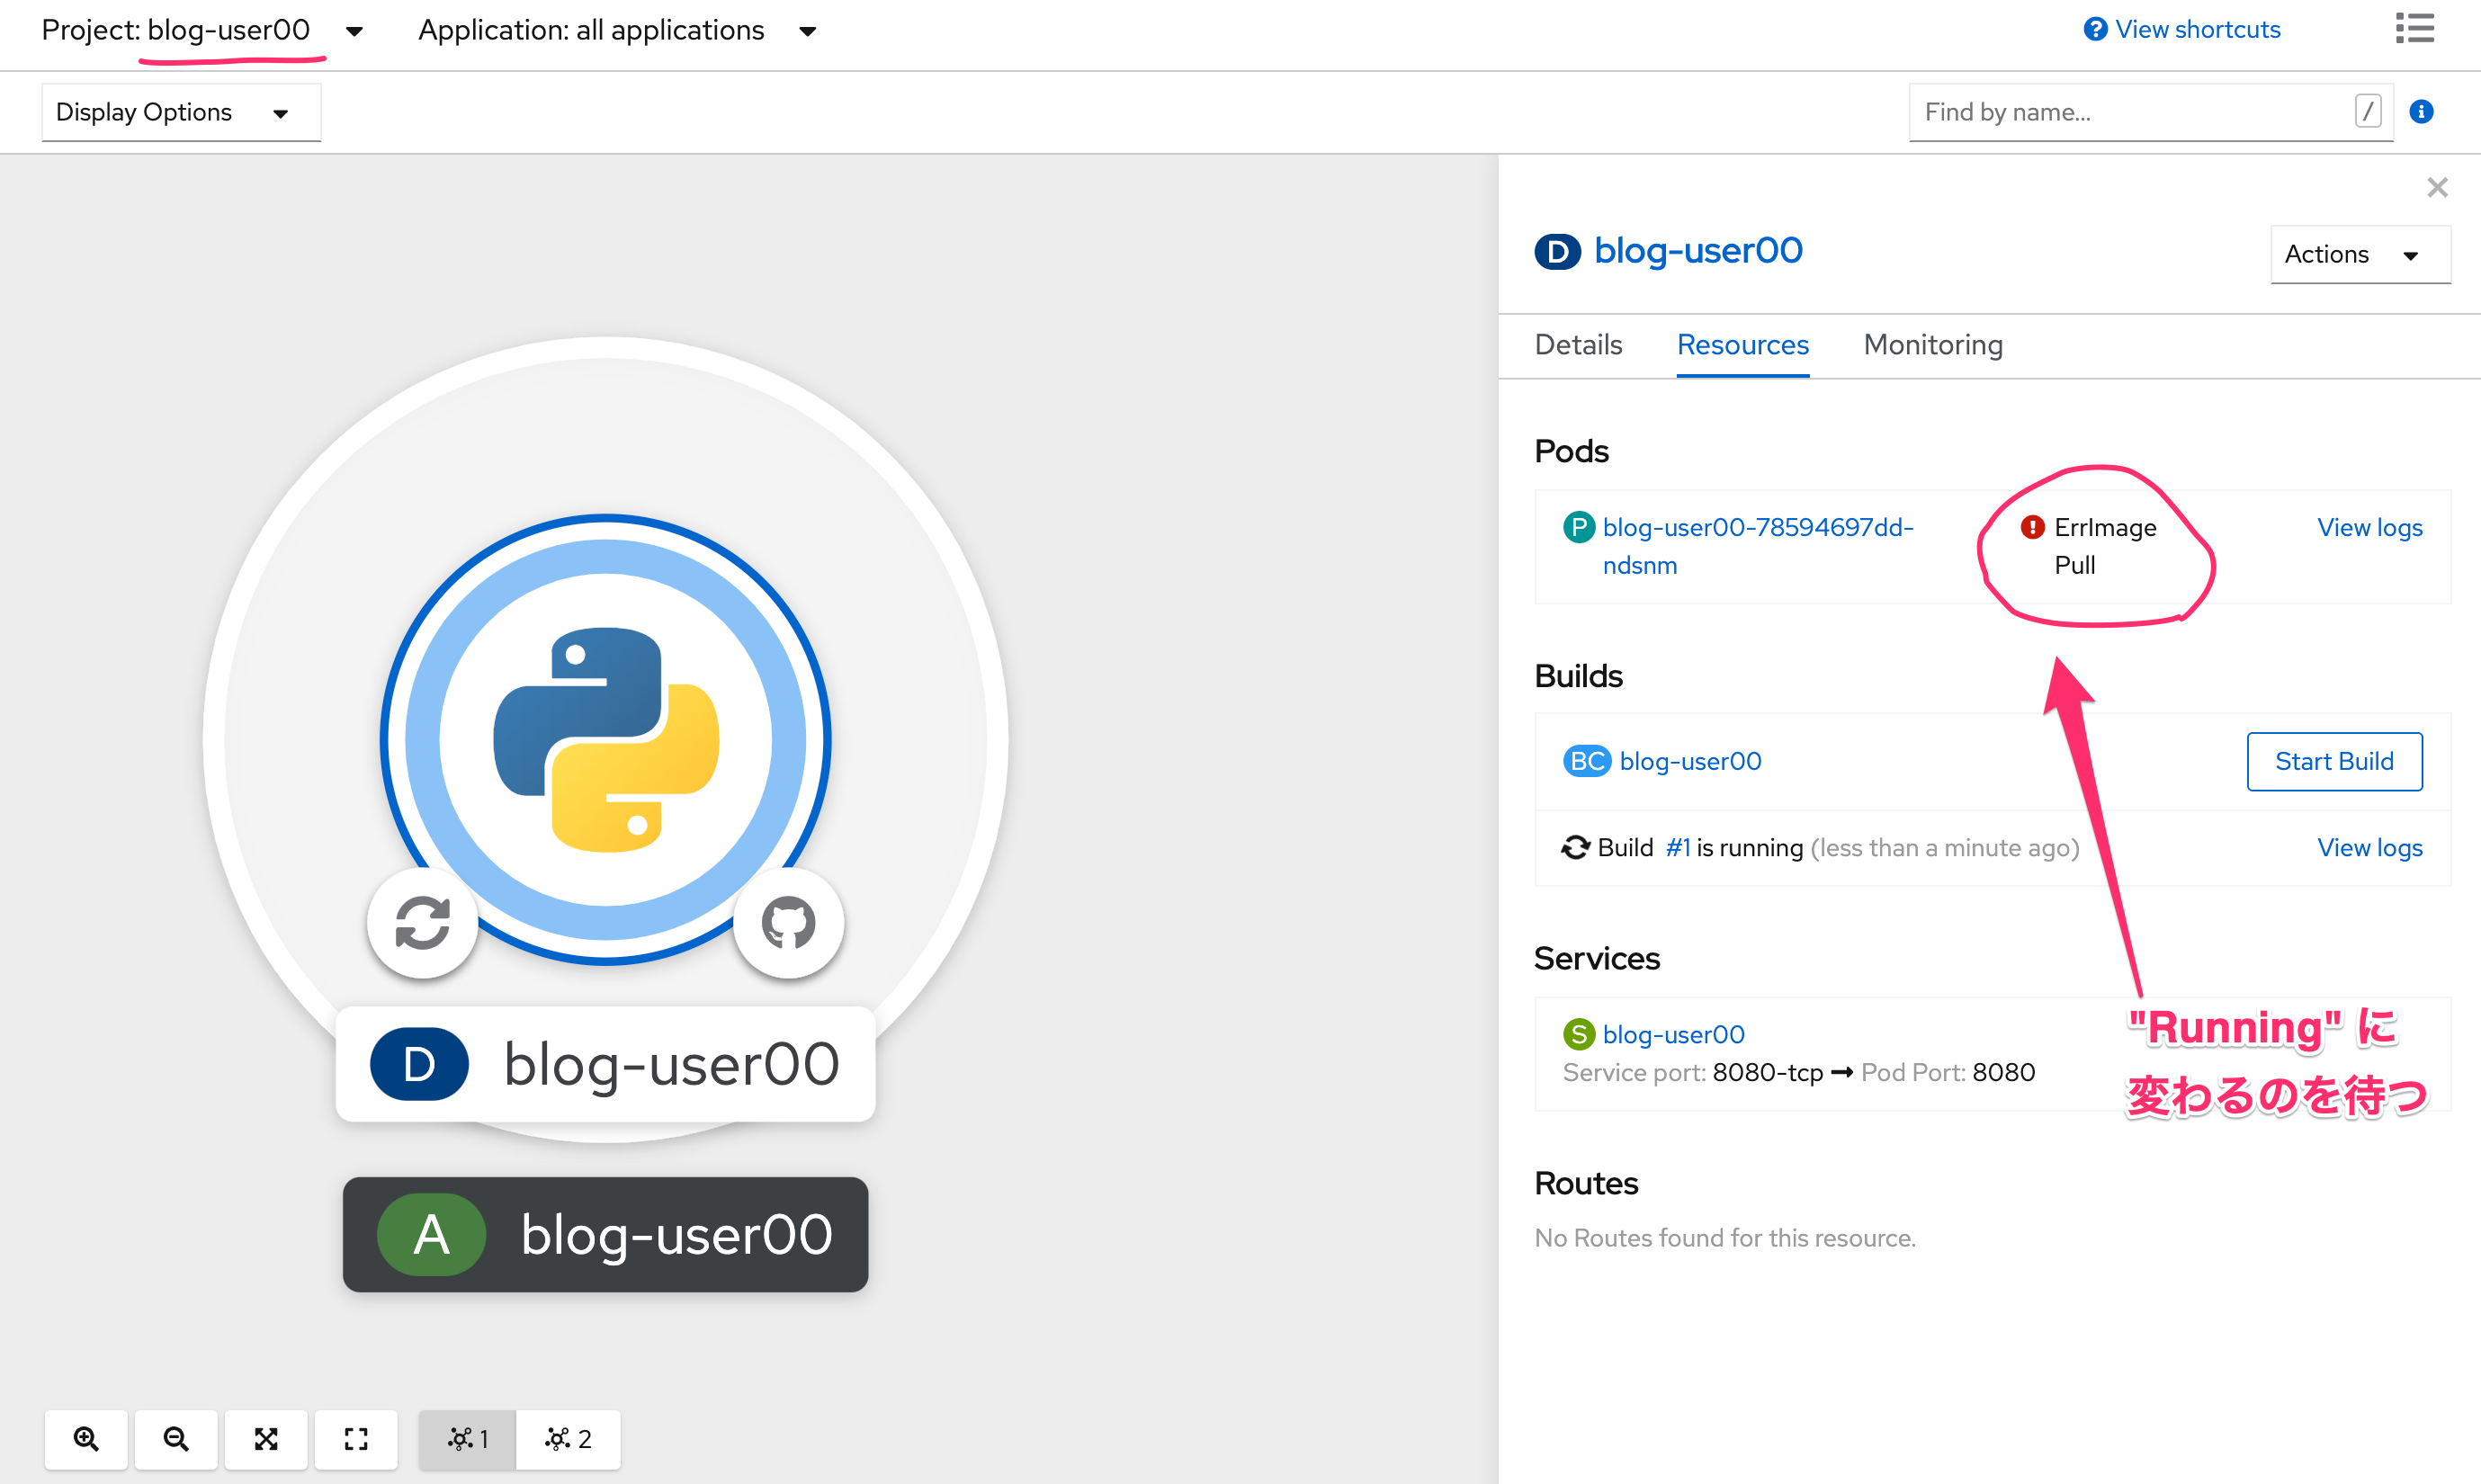 Project: blog-user00
Application: all applications
View shortcuts
Display Options
Find by name...
/
D blog-user00
Actions
Details
Resources
Monitoring
Pods
P blog-user00-78594697dd-
ndsnm
ErrImage
Pull
View logs
Builds
BC blog-user00
Start Build
Build #1 is running (less than a minute ago)
View logs
Services
S blog-user00
Service port: 8080-tcp → Pod Port: 8080
"Running" に
変わるのを待つ
Routes
No Routes found for this resource.
D blog-user00
A blog-user00
1
2